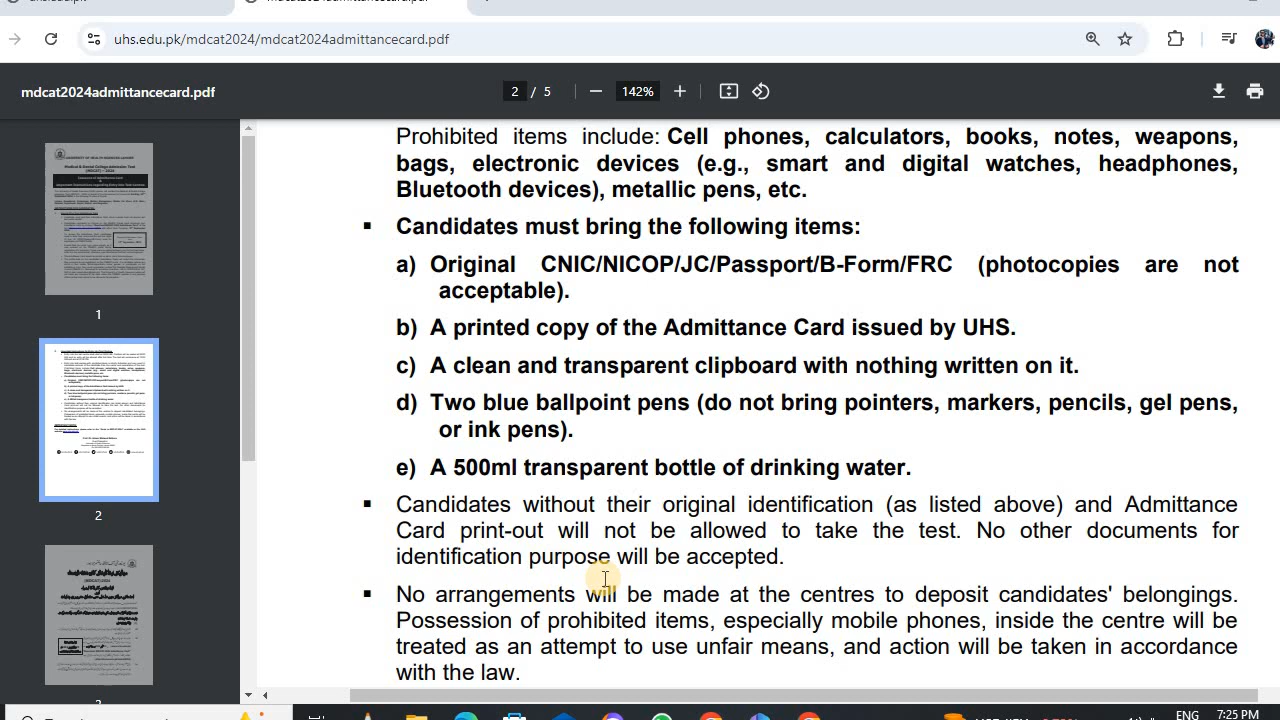 uhs.edu.pk/mdcat2024/mdcat2024admittancecard.pdf
mdcat2024admittancecard.pdf
2 / 5
142%
Prohibited items include: Cell phones, calculators, books, notes, weapons,
bags, electronic devices (e.g., smart and digital watches, headphones,
Bluetooth devices), metallic pens, etc.
▪ Candidates must bring the following items:
a) Original CNIC/NICOP/JC/Passport/B-Form/FRC (photocopies are not
acceptable).
b) A printed copy of the Admittance Card issued by UHS.
c) A clean and transparent clipboard with nothing written on it.
d) Two blue ballpoint pens (do not bring pointers, markers, pencils, gel pens,
or ink pens).
e) A 500ml transparent bottle of drinking water.
▪ Candidates without their original identification (as listed above) and Admittance
Card print-out will not be allowed to take the test. No other documents for
identification purpose will be accepted.
▪ No arrangements will be made at the centres to deposit candidates' belongings.
Possession of prohibited items, especially mobile phones, inside the centre will be
treated as an attempt to use unfair means, and action will be taken in accordance
with the law.
1
2
ENG
7:25 PM